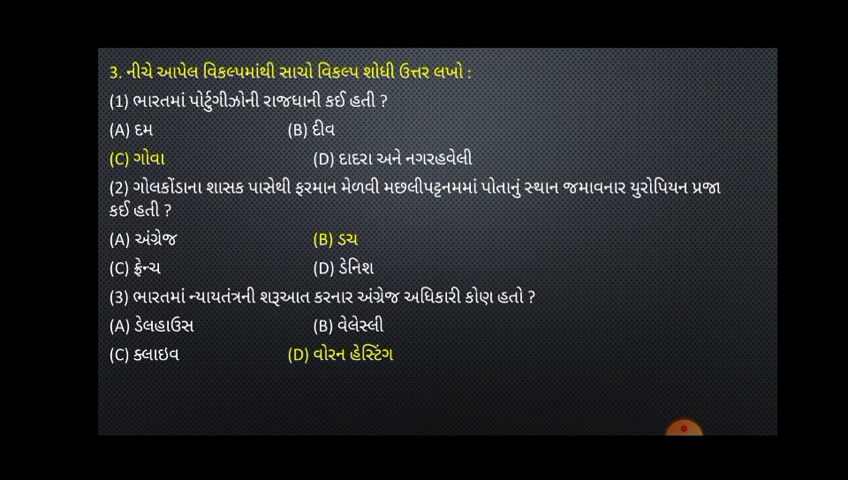 3. નીચે આપેલ વિકલ્પમાંથી સાચો વિકલ્પ શોધી ઉત્તર લખો :
(1) ભારતમાં પોર્ટુગીઝોની રાજધાની કઈ હતી ?
(A) દમ (B) દીવ
(C) ગોવા (D) દાદરા અને નગરહવેલી
(2) ગોલકોંડાના શાસક પાસેથી ફરમાન મેળવી મછલીપટ્ટનમમાં પોતાનું સ્થાન જમાવનાર યુરોપિયન પ્રજા
કઈ હતી ?
(A) અંગ્રેજ (B) ડચ
(C) ફ્રેન્ચ (D) ડેનિશ
(3) ભારતમાં ન્યાયતંત્રની શરૂઆત કરનાર અંગ્રેજ અધિકારી કોણ હતો ?
(A) ડેલહાઉસ (B) વેલેસ્લી
(C) ક્લાઇવ (D) વોરન હેસ્ટિંગ